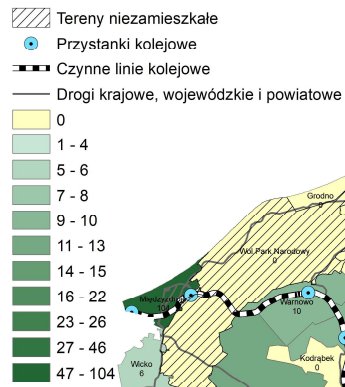 Tereny niezamieszkałe
Przystanki kolejowe
Czynne linie kolejowe
Drogi krajowe, wojewódzkie i powiatowe
0
1 - 4
5 - 6
7 - 8
9 - 10
11 - 13
14 - 15
16 - 22
23 - 26
27 - 46
47 - 104
Grodno
Wol Park Narodowy
0
Warnowo
10
104
Wicko
6
Kodrąbek
0